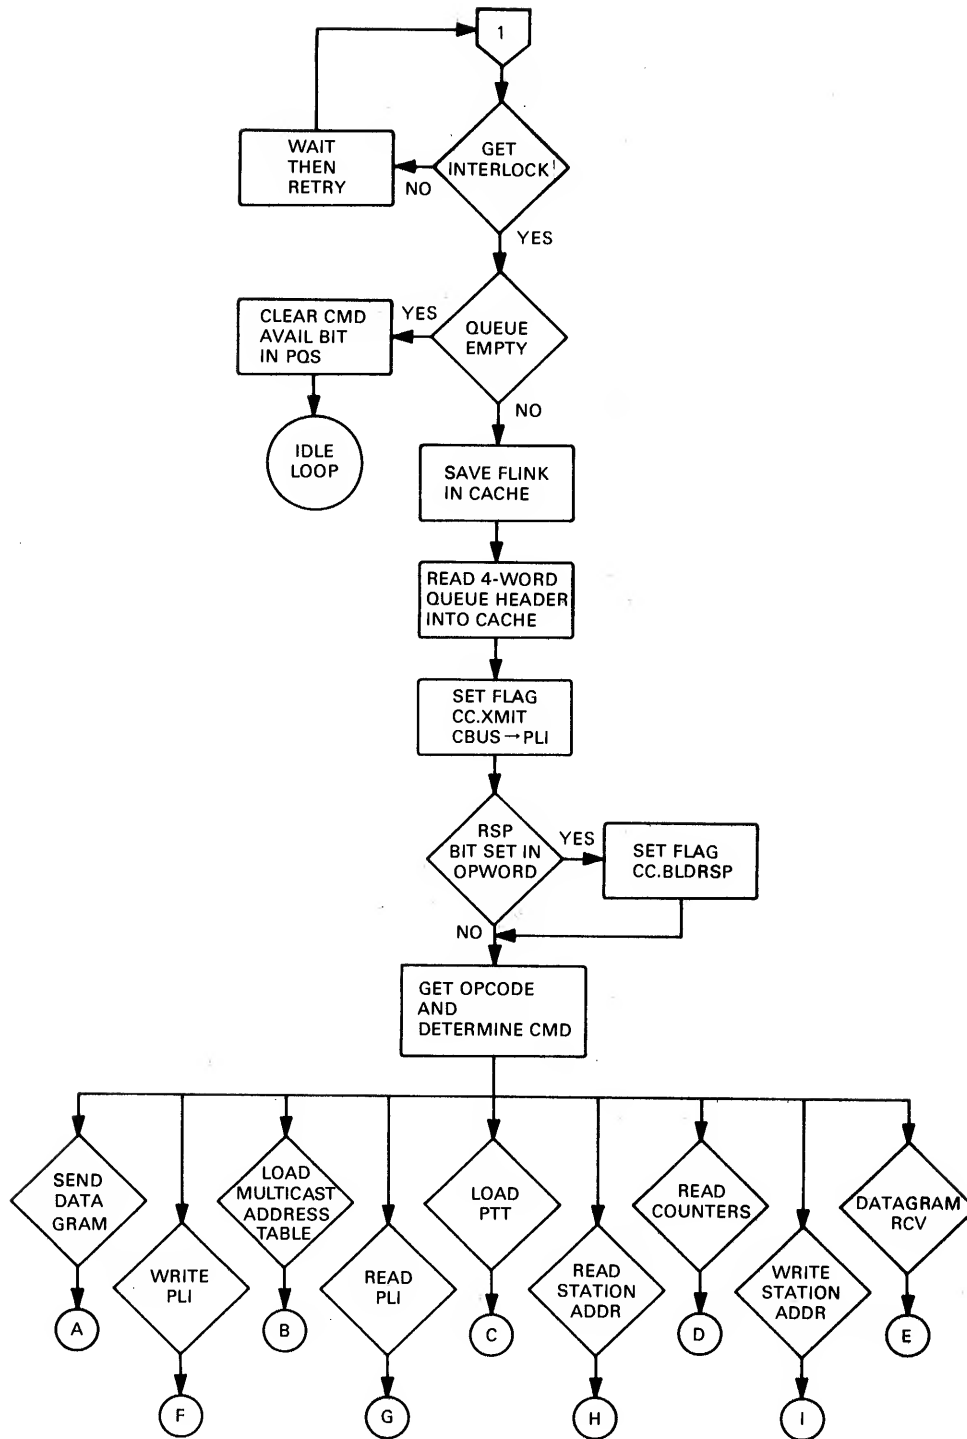 1
GET
INTERLOCK
WAIT
THEN
RETRY
NO
YES
CLEAR CMD
AVAIL BIT
IN PQS
YES
QUEUE
EMPTY
NO
IDLE
LOOP
SAVE FLINK
IN CACHE
READ 4-WORD
QUEUE HEADER
INTO CACHE
SET FLAG
CC.XMIT
CBUS → PLI
RSP
BIT SET IN
OPWORD
YES
SET FLAG
CC.BLDRSP
NO
GET OPCODE
AND
DETERMINE CMD
SEND
DATA
GRAM
LOAD
MULTICAST
ADDRESS
TABLE
LOAD
PTT
READ
COUNTERS
DATAGRAM
RCV
WRITE
PLI
READ
PLI
READ
STATION
ADDR
WRITE
STATION
ADDR
A
B
C
D
E
F
G
H
I